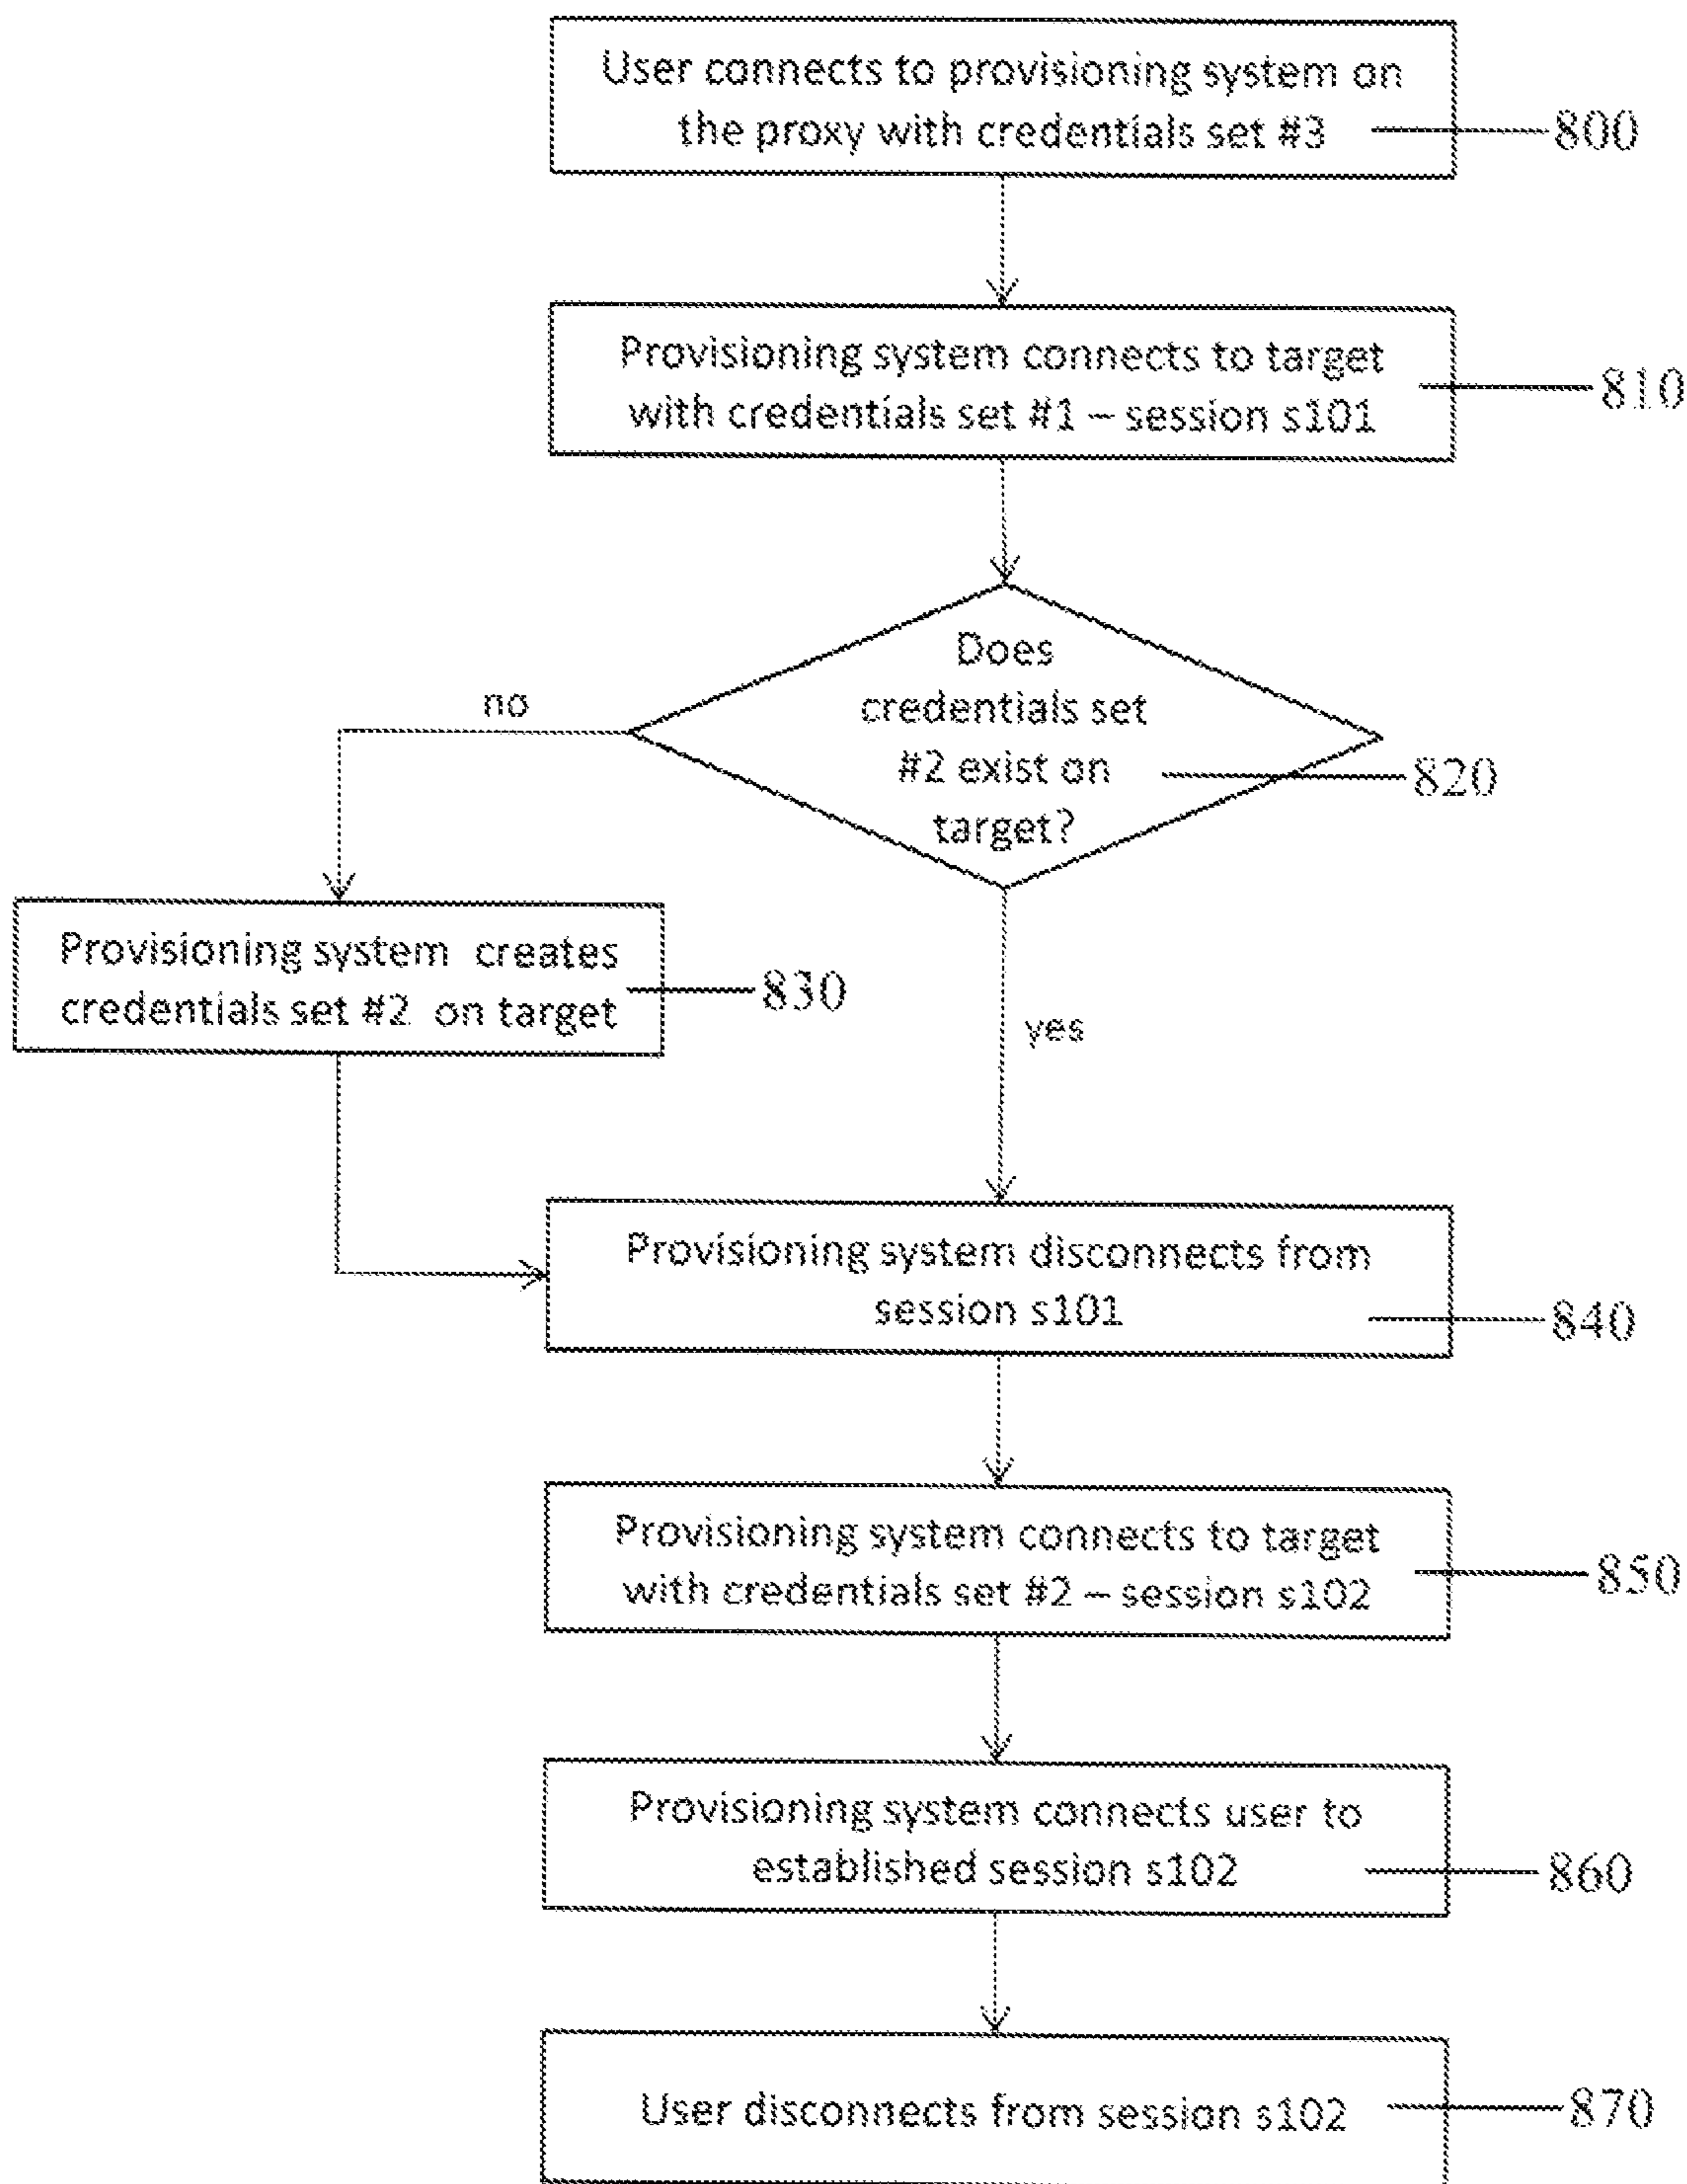 User connects to provisioning system on
the proxy with credentials set #3
800
Provisioning system connects to target
with credentials set #1 – session s101
810
Does
credentials set
#2 exist on
target?
820
no
Provisioning system creates
credentials set #2 on target
830
yes
Provisioning system disconnects from
session s101
840
Provisioning system connects to target
with credentials set #2 – session s102
850
Provisioning system connects user to
established session s102
860
User disconnects from session s102
870